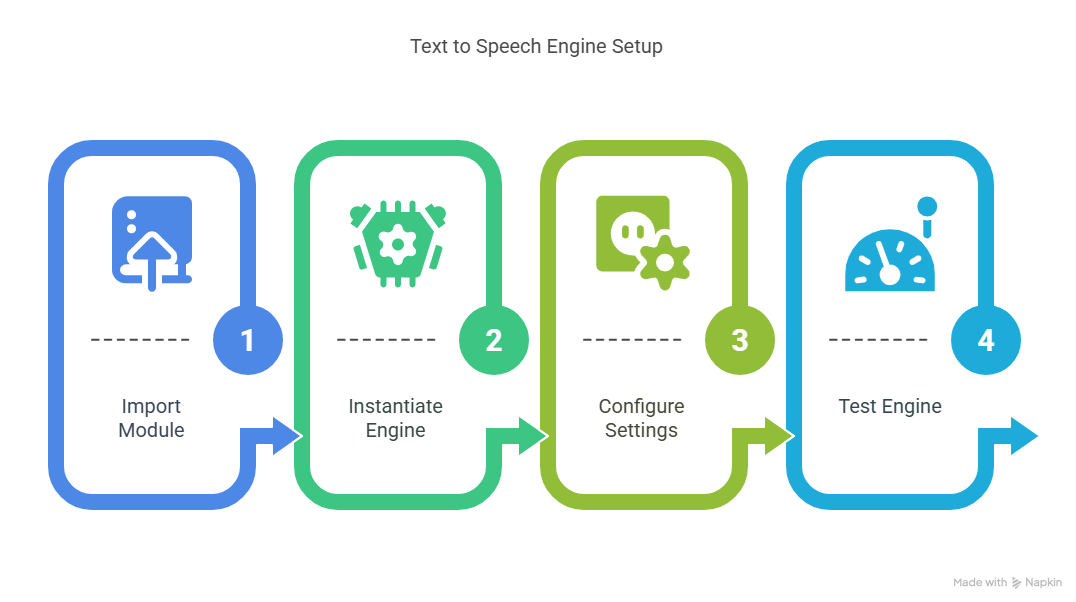 Text to Speech Engine Setup
1
2
3
4
Import
Module
Instantiate
Engine
Configure
Settings
Test Engine
Made with Napkin